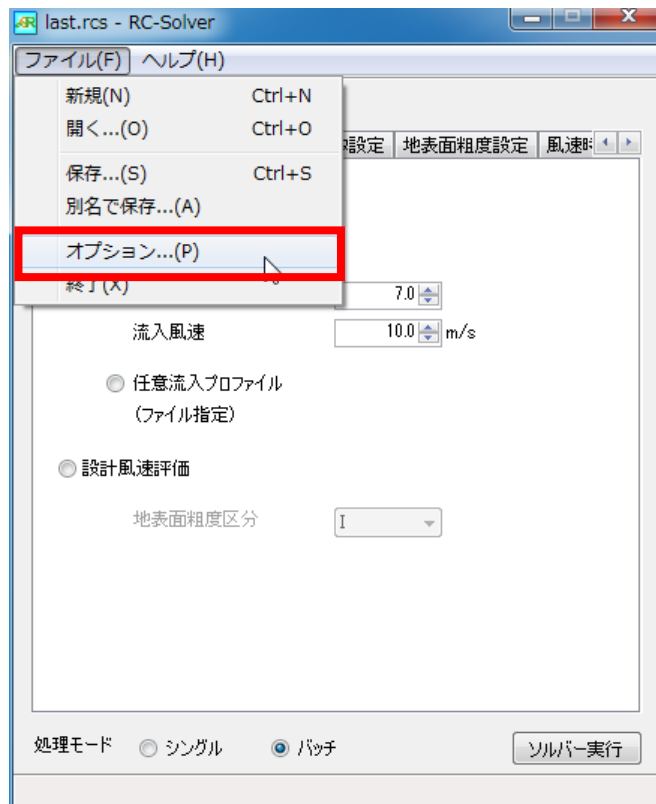 last.rcs - RC-Solver
ファイル(F) ヘルプ(H)
新規(N) Ctrl+N
開く...(O) Ctrl+O
保存...(S) Ctrl+S
別名で保存...(A)
オプション...(P)
終了(X)
設定 地表面粗度設定 風速
7.0
流入風速 10.0 m/s
任意流入プロファイル
(ファイル指定)
設計風速評価
地表面粗度区分 I
処理モード シングル バッチ ソルバー実行